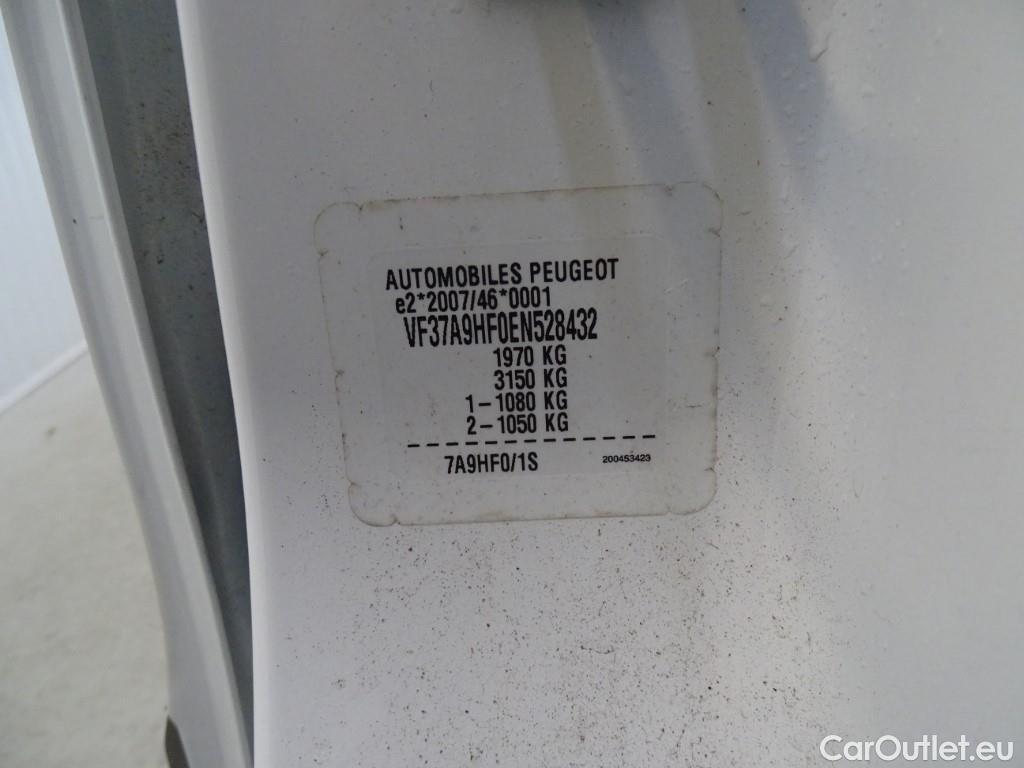 AUTOMOBILES PEUGEOT
e2*2007/46*0001
VF37A9HF0EN528432
1970 KG
3150 KG
1-1080 KG
2-1050 KG
7A9HF0/1S 200453423
CarOutlet.eu